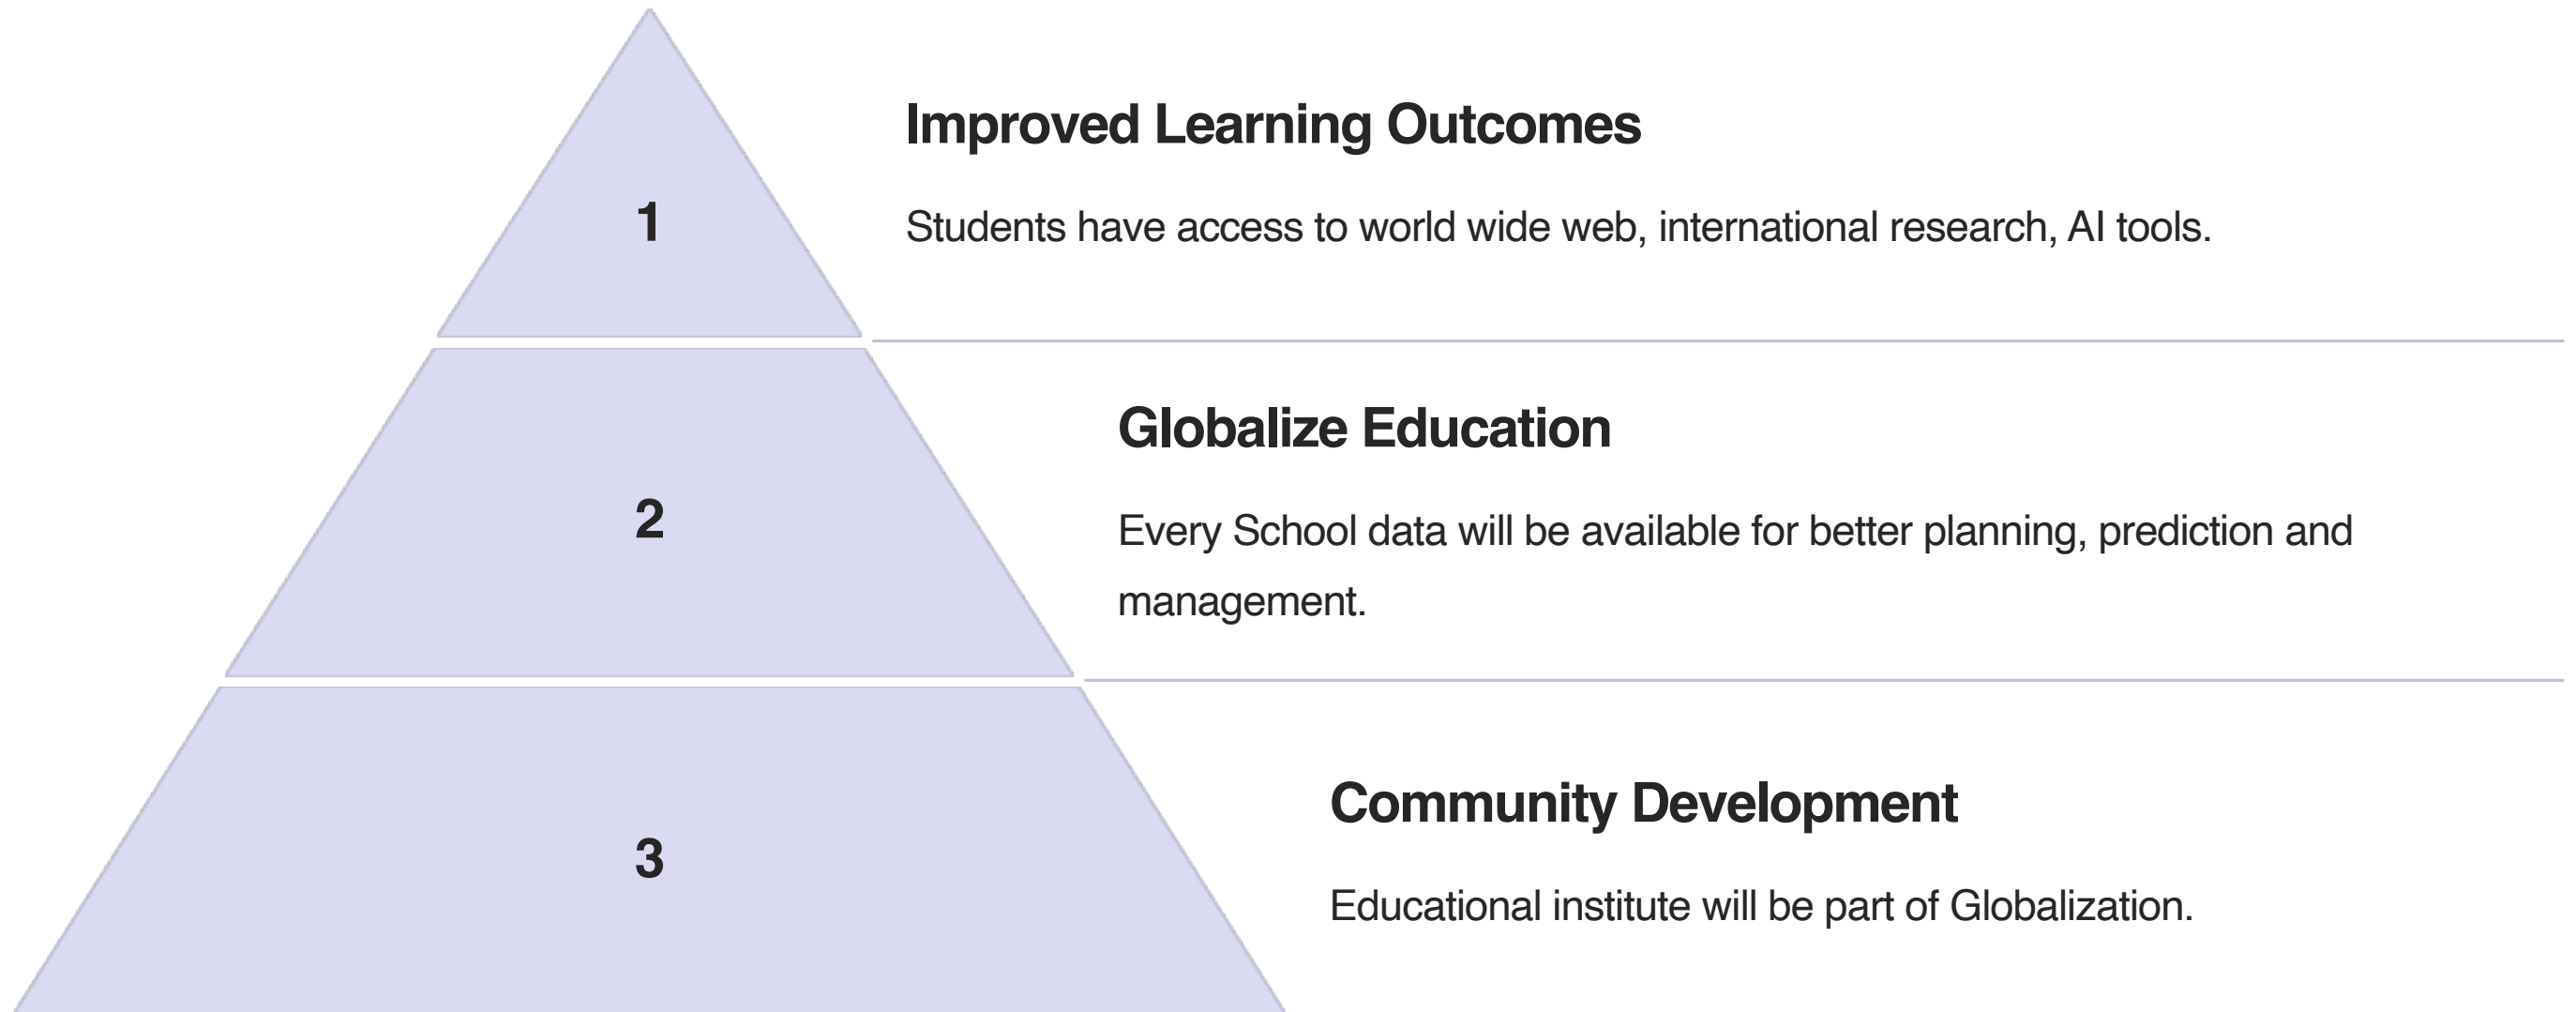 1
Improved Learning Outcomes
Students have access to world wide web, international research, AI tools.
2
Globalize Education
Every School data will be available for better planning, prediction and
management.
3
Community Development
Educational institute will be part of Globalization.